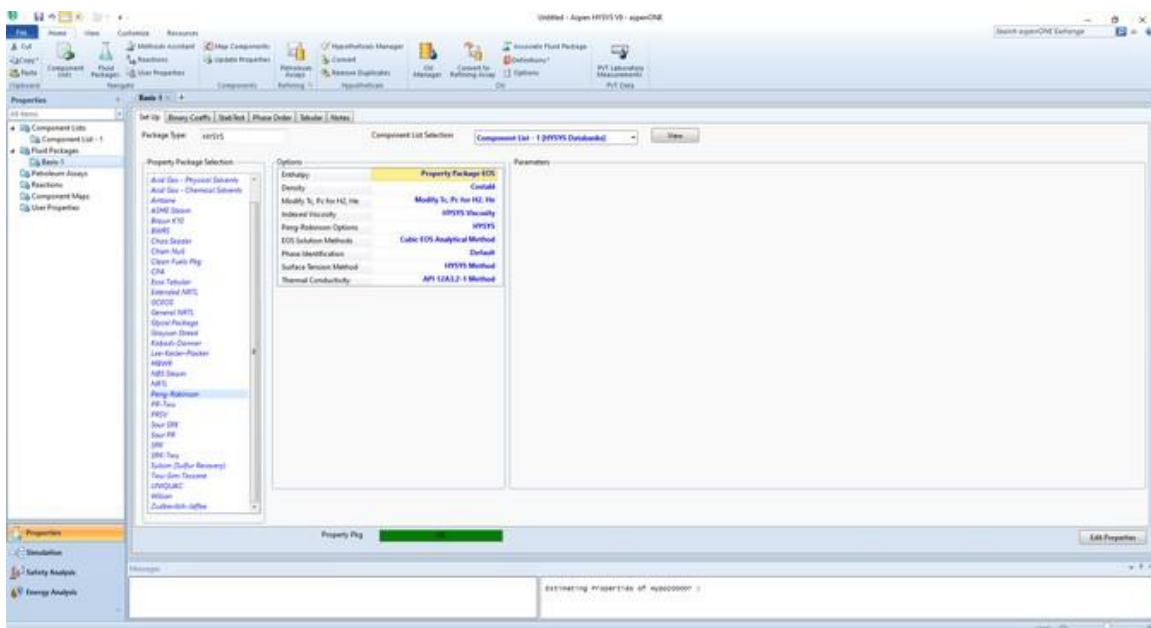 Untitled - Aspen HYSYS V9 - aspenONE
File Home View Customize Resources
Search aspenONE Exchange
Cut
Copy
Paste
Component Lists
Fluid Packages
Methods Assistant
Reactions
User Properties
Map Components
Update Properties
Petroleum Assays
Hypotheticals Manager
Convert
Remove Duplicates
Oil Manager
Convert to Refining Assay
Associate Fluid Package
Definitions
Options
PVT Laboratory Measurements
Clipboard Navigate Components Refining Hypotheticals Oil PVT Data
Properties
All Items
Component Lists
Component List - 1
Fluid Packages
Basis-1
Petroleum Assays
Reactions
Component Maps
User Properties
Properties
Simulation
Safety Analysis
Energy Analysis
Basis-1 +
Set Up Binary Coeffs StabTest Phase Order Tabular Notes
Package Type: HYSYS
Component List Selection Component List - 1 [HYSYS Databanks] View
Property Package Selection
Acid Gas - Physical Solvents
Acid Gas - Chemical Solvents
Antoine
ASME Steam
Braun K10
BWRS
Chao Seader
Chien Null
Clean Fuels Pkg
CPA
Esso Tabular
Extended NRTL
GCEOS
General NRTL
Glycol Package
Grayson Streed
Kabadi-Danner
Lee-Kesler-Plocker
MBWR
NBS Steam
NRTL
Peng-Robinson
PR-Twu
PRSV
Sour SRK
Sour PR
SRK
SRK-Twu
Sulsim (Sulfur Recovery)
Twu-Sim-Tassone
UNIQUAC
Wilson
Zudkevitch-Joffee
Options
Enthalpy Property Package EOS
Density Costald
Modify Tc, Pc for H2, He Modify Tc, Pc for H2, He
Indexed Viscosity HYSYS Viscosity
Peng-Robinson Options HYSYS
EOS Solution Methods Cubic EOS Analytical Method
Phase Identification Default
Surface Tension Method HYSYS Method
Thermal Conductivity API 12A3.2-1 Method
Parameters
Property Pkg OK
Edit Properties
Messages